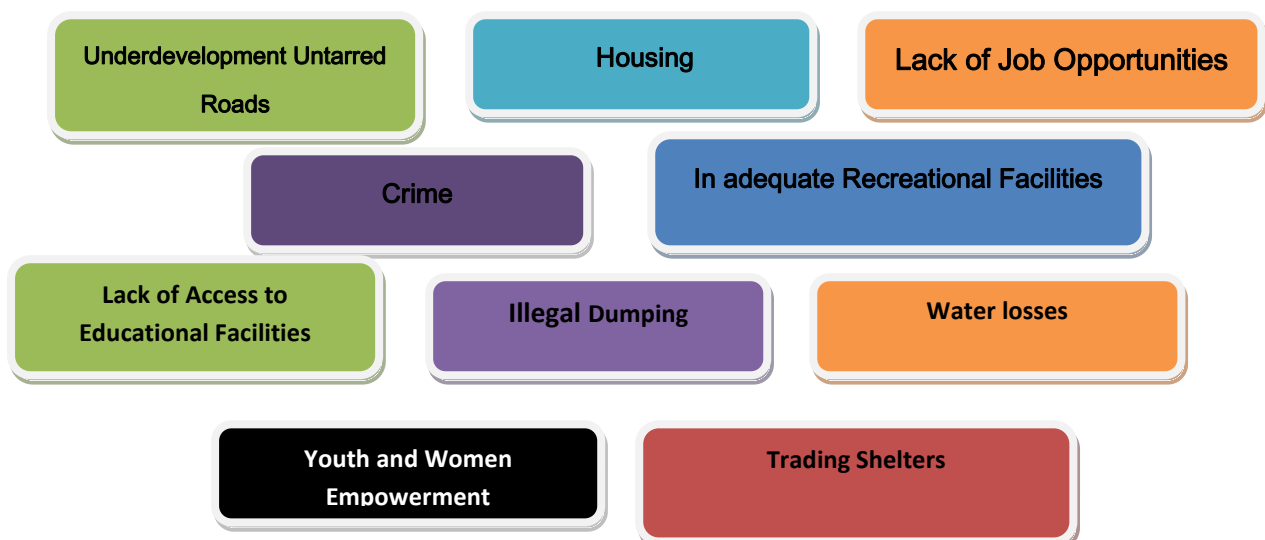 Underdevelopment Untarred
Roads
Housing
Lack of Job Opportunities
Crime
In adequate Recreational Facilities
Lack of Access to
Educational Facilities
Illegal Dumping
Water losses
Youth and Women
Empowerment
Trading Shelters